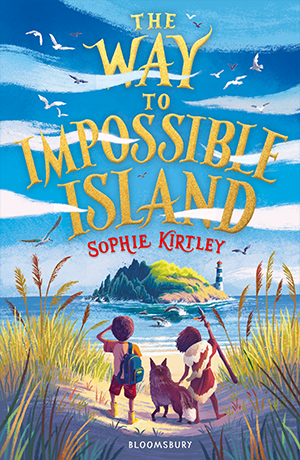 THE
WAY
TO
IMPOSSIBLE
ISLAND
SOPHIE KIRTLEY
BLOOMSBURY